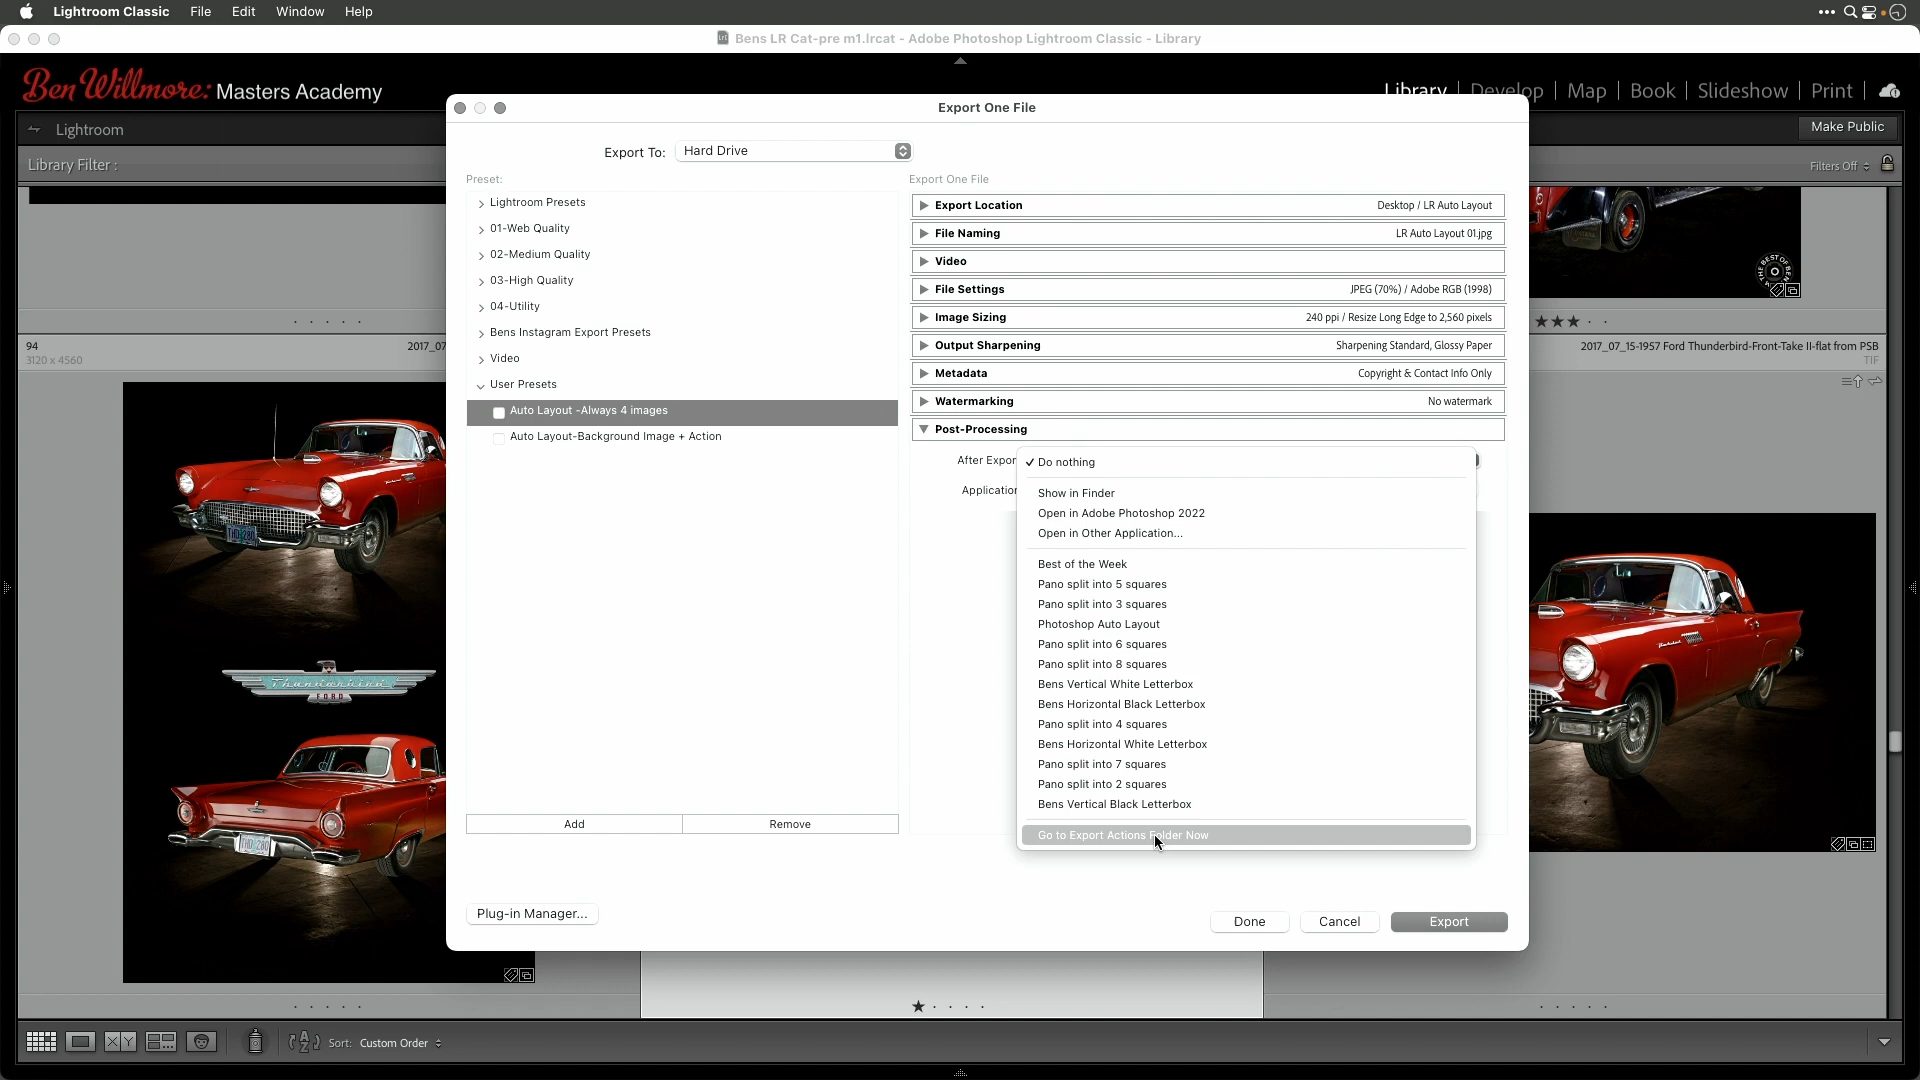 Lightroom Classic File Edit Window Help
Bens LR Cat-pre m1.lrcat - Adobe Photoshop Lightroom Classic - Library
Ben Willmore: Masters Academy
Library | Develop | Map | Book | Slideshow | Print
Lightroom
Make Public
Library Filter :
Filters Off
Export One File
Export To: Hard Drive
Preset:
Lightroom Presets
01-Web Quality
02-Medium Quality
03-High Quality
04-Utility
Bens Instagram Export Presets
Video
User Presets
Auto Layout -Always 4 images
Auto Layout-Background Image + Action
Add Remove
Export One File
Export Location Desktop / LR Auto Layout
File Naming LR Auto Layout 01.jpg
Video
File Settings JPEG (70%) / Adobe RGB (1998)
Image Sizing 240 ppi / Resize Long Edge to 2,560 pixels
Output Sharpening Sharpening Standard, Glossy Paper
Metadata Copyright & Contact Info Only
Watermarking No watermark
Post-Processing
After Expor
Application
✓ Do nothing
Show in Finder
Open in Adobe Photoshop 2022
Open in Other Application...
Best of the Week
Pano split into 5 squares
Pano split into 3 squares
Photoshop Auto Layout
Pano split into 6 squares
Pano split into 8 squares
Bens Vertical White Letterbox
Bens Horizontal Black Letterbox
Pano split into 4 squares
Bens Horizontal White Letterbox
Pano split into 7 squares
Pano split into 2 squares
Bens Vertical Black Letterbox
Go to Export Actions Folder Now
Plug-in Manager...
Done Cancel Export
94
3120 x 4560
2017_07
THE BEST OF BEN
2017_07_15-1957 Ford Thunderbird-Front-Take II-flat from PSB
TIF
THD 280
Thunderbird
FORD
THD 280
Sort: Custom Order